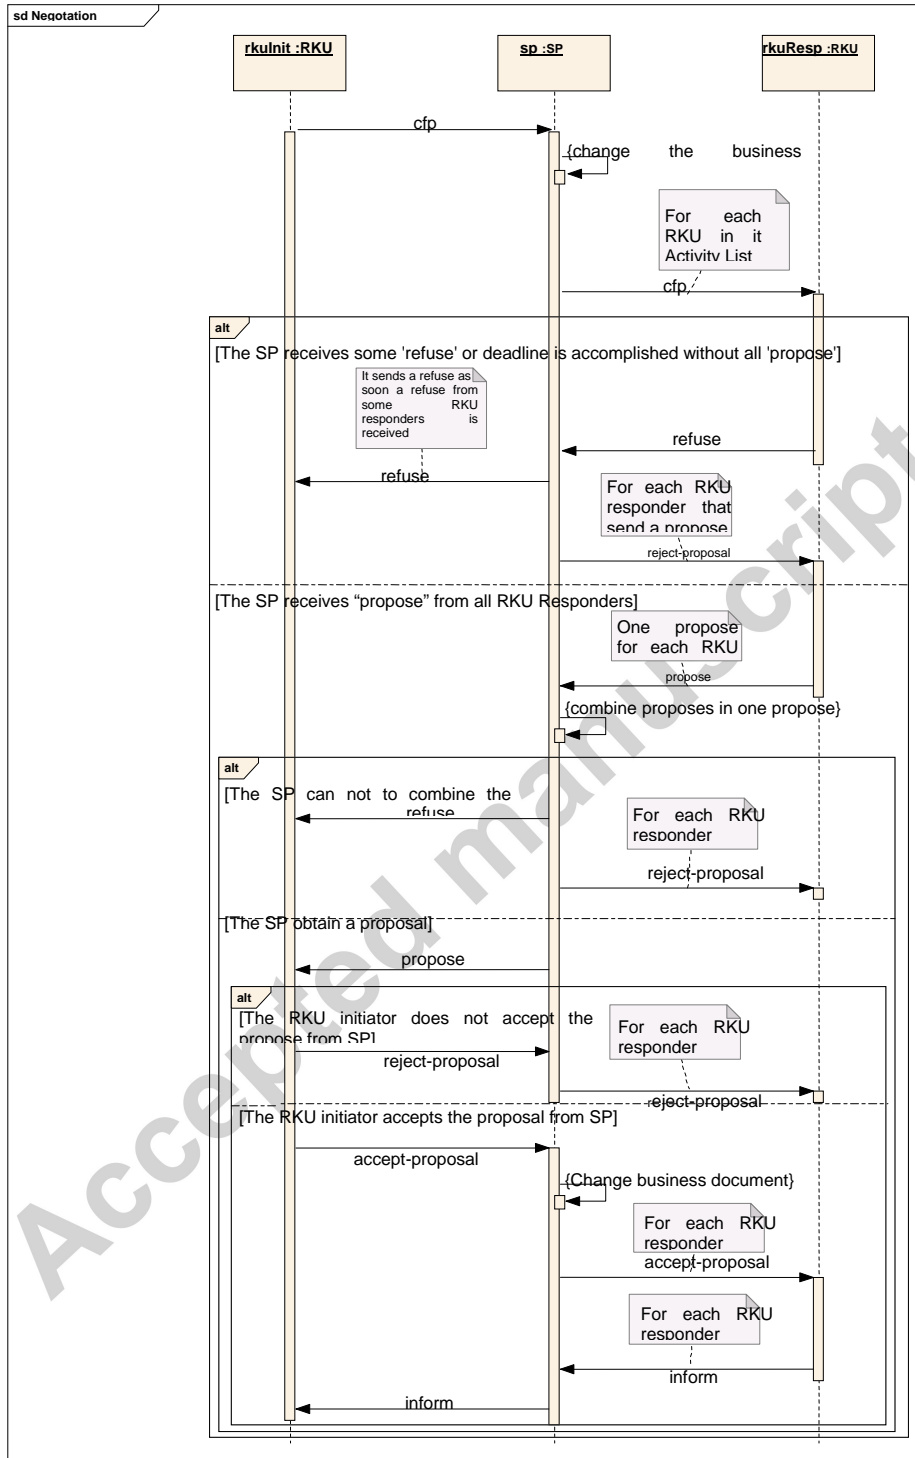 sd Negotation
rkuInit :RKU
sp :SP
rkuResp :RKU
cfp
{change the business
For each
RKU in it
Activity List
cfp
alt
[The SP receives some 'refuse' or deadline is accomplished without all 'propose']
It sends a refuse as
soon a refuse from
some RKU
responders is
received
refuse
refuse
For each RKU
responder that
send a propose
reject-proposal
[The SP receives “propose” from all RKU Responders]
One propose
for each RKU
propose
{combine proposes in one propose}
alt
[The SP can not to combine the
refuse
For each RKU
responder
reject-proposal
[The SP obtain a proposal]
propose
alt
[The RKU initiator does not accept the
propose from SP]
reject-proposal
For each RKU
responder
reject-proposal
[The RKU initiator accepts the proposal from SP]
accept-proposal
{Change business document}
For each RKU
responder
accept-proposal
For each RKU
responder
inform
inform
Accepted manuscript